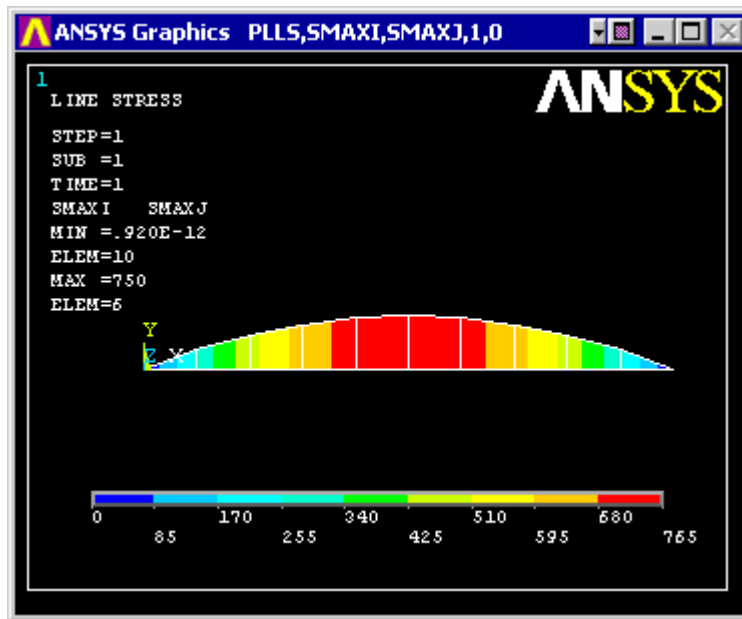 ANSYS Graphics PLLS,SMAXI,SMAXJ,1,0
1
ANSYS
LINE STRESS
STEP=1
SUB =1
TIME=1
SMAXI SMAXJ
MIN =.920E-12
ELEM=10
MAX =750
ELEM=6
Y
Z X
0 170 340 510 680
85 255 425 595 765